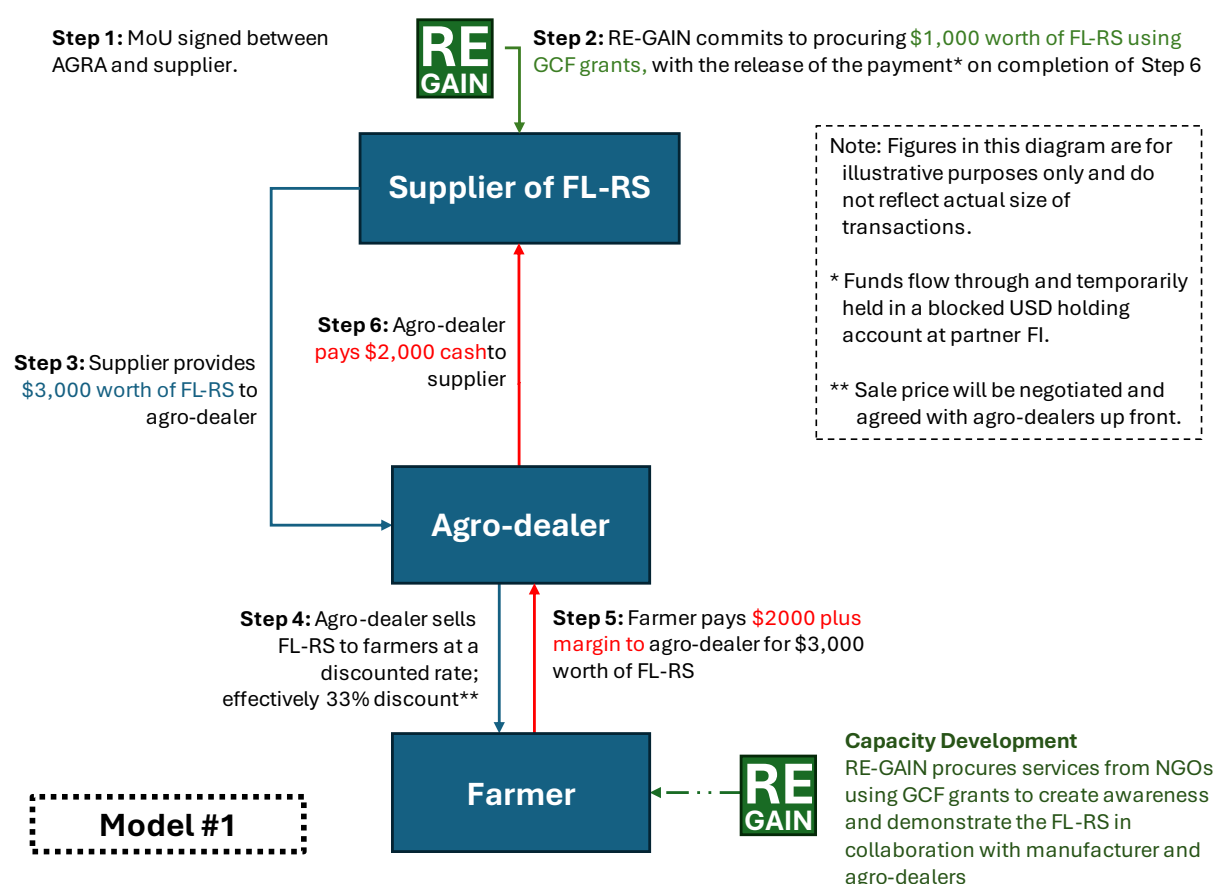 Step 1: MoU signed between
AGRA and supplier.
RE
GAIN
Step 2: RE-GAIN commits to procuring $1,000 worth of FL-RS using
GCF grants, with the release of the payment* on completion of Step 6
Supplier of FL-RS
Note: Figures in this diagram are for
illustrative purposes only and do
not reflect actual size of
transactions.
* Funds flow through and temporarily
held in a blocked USD holding
account at partner FI.
** Sale price will be negotiated and
agreed with agro-dealers up front.
Step 6: Agro-dealer
pays $2,000 cashto
supplier
Step 3: Supplier provides
$3,000 worth of FL-RS to
agro-dealer
Agro-dealer
Step 4: Agro-dealer sells
FL-RS to farmers at a
discounted rate;
effectively 33% discount**
Step 5: Farmer pays $2000 plus
margin to agro-dealer for $3,000
worth of FL-RS
Farmer
RE
GAIN
Capacity Development
RE-GAIN procures services from NGOs
using GCF grants to create awareness
and demonstrate the FL-RS in
collaboration with manufacturer and
agro-dealers
Model #1